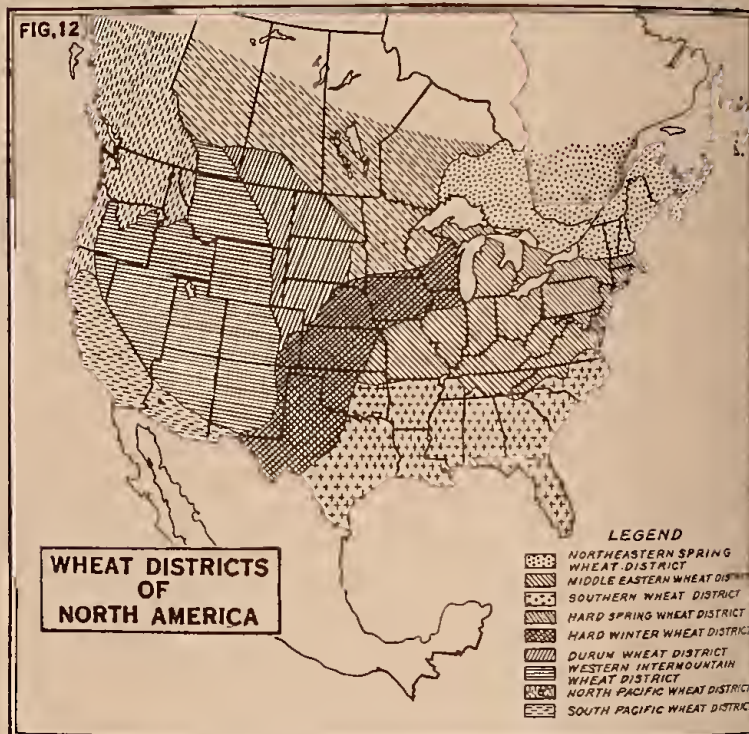 FIG. 12
WHEAT DISTRICTS
OF
NORTH AMERICA
LEGEND
NORTHEASTERN SPRING
WHEAT DISTRICT
MIDDLE EASTERN WHEAT DIST
SOUTHERN WHEAT DISTRICT
HARD SPRING WHEAT DISTRICT
HARD WINTER WHEAT DISTRICT
DURUM WHEAT DISTRICT
WESTERN INTERMOUNTAIN
WHEAT DISTRICT
NORTH PACIFIC WHEAT DISTRICT
SOUTH PACIFIC WHEAT DISTRICT